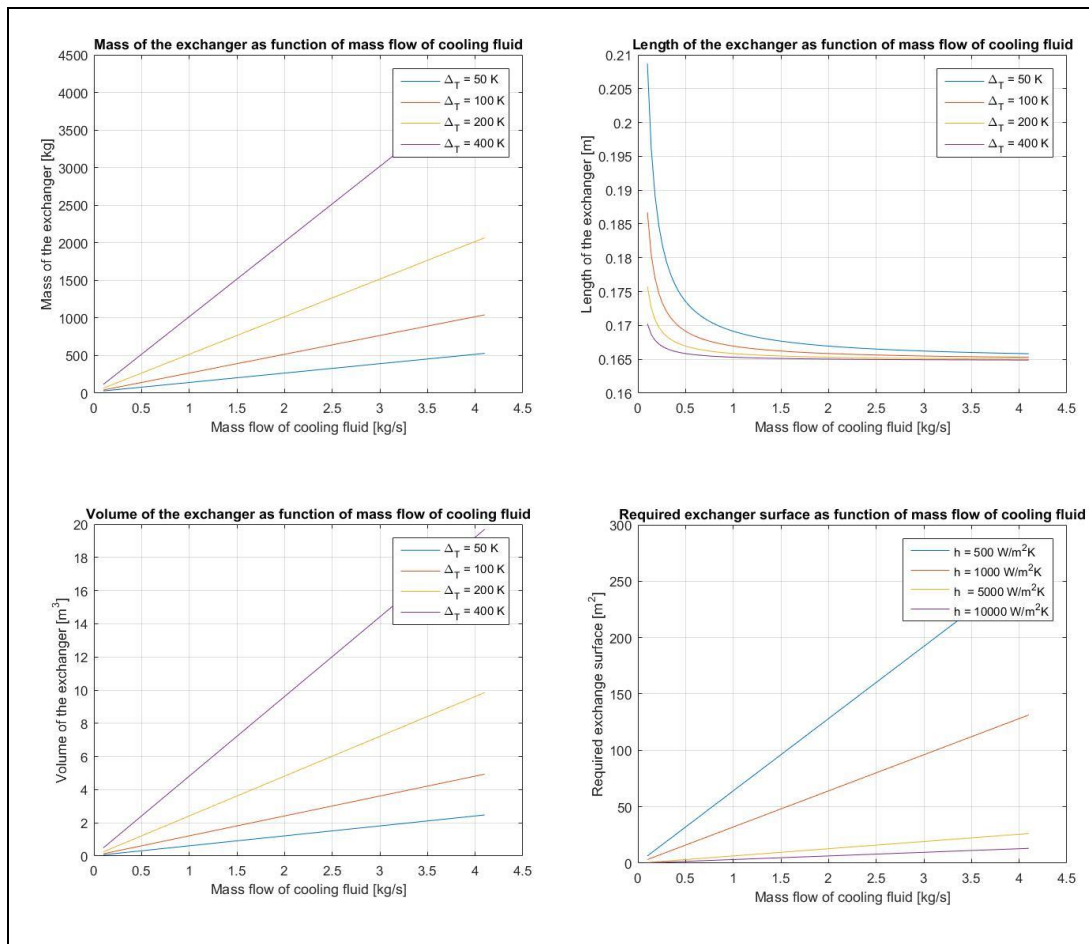 Mass of the exchanger as function of mass flow of cooling fluid
4500
4000
3500
3000
2500
2000
1500
1000
500
0
Mass of the exchanger [kg]
Δ_T = 50 K
Δ_T = 100 K
Δ_T = 200 K
Δ_T = 400 K
0 0.5 1 1.5 2 2.5 3 3.5 4 4.5
Mass flow of cooling fluid [kg/s]
Length of the exchanger as function of mass flow of cooling fluid
0.21
0.205
0.2
0.195
0.19
0.185
0.18
0.175
0.17
0.165
0.16
Length of the exchanger [m]
Δ_T = 50 K
Δ_T = 100 K
Δ_T = 200 K
Δ_T = 400 K
0 0.5 1 1.5 2 2.5 3 3.5 4 4.5
Mass flow of cooling fluid [kg/s]
Volume of the exchanger as function of mass flow of cooling fluid
20
18
16
14
12
10
8
6
4
2
0
Volume of the exchanger [m³]
Δ_T = 50 K
Δ_T = 100 K
Δ_T = 200 K
Δ_T = 400 K
0 0.5 1 1.5 2 2.5 3 3.5 4 4.5
Mass flow of cooling fluid [kg/s]
Required exchanger surface as function of mass flow of cooling fluid
300
250
200
150
100
50
0
Required exchange surface [m²]
h = 500 W/m²K
h = 1000 W/m²K
h = 5000 W/m²K
h = 10000 W/m²K
0 0.5 1 1.5 2 2.5 3 3.5 4 4.5
Mass flow of cooling fluid [kg/s]